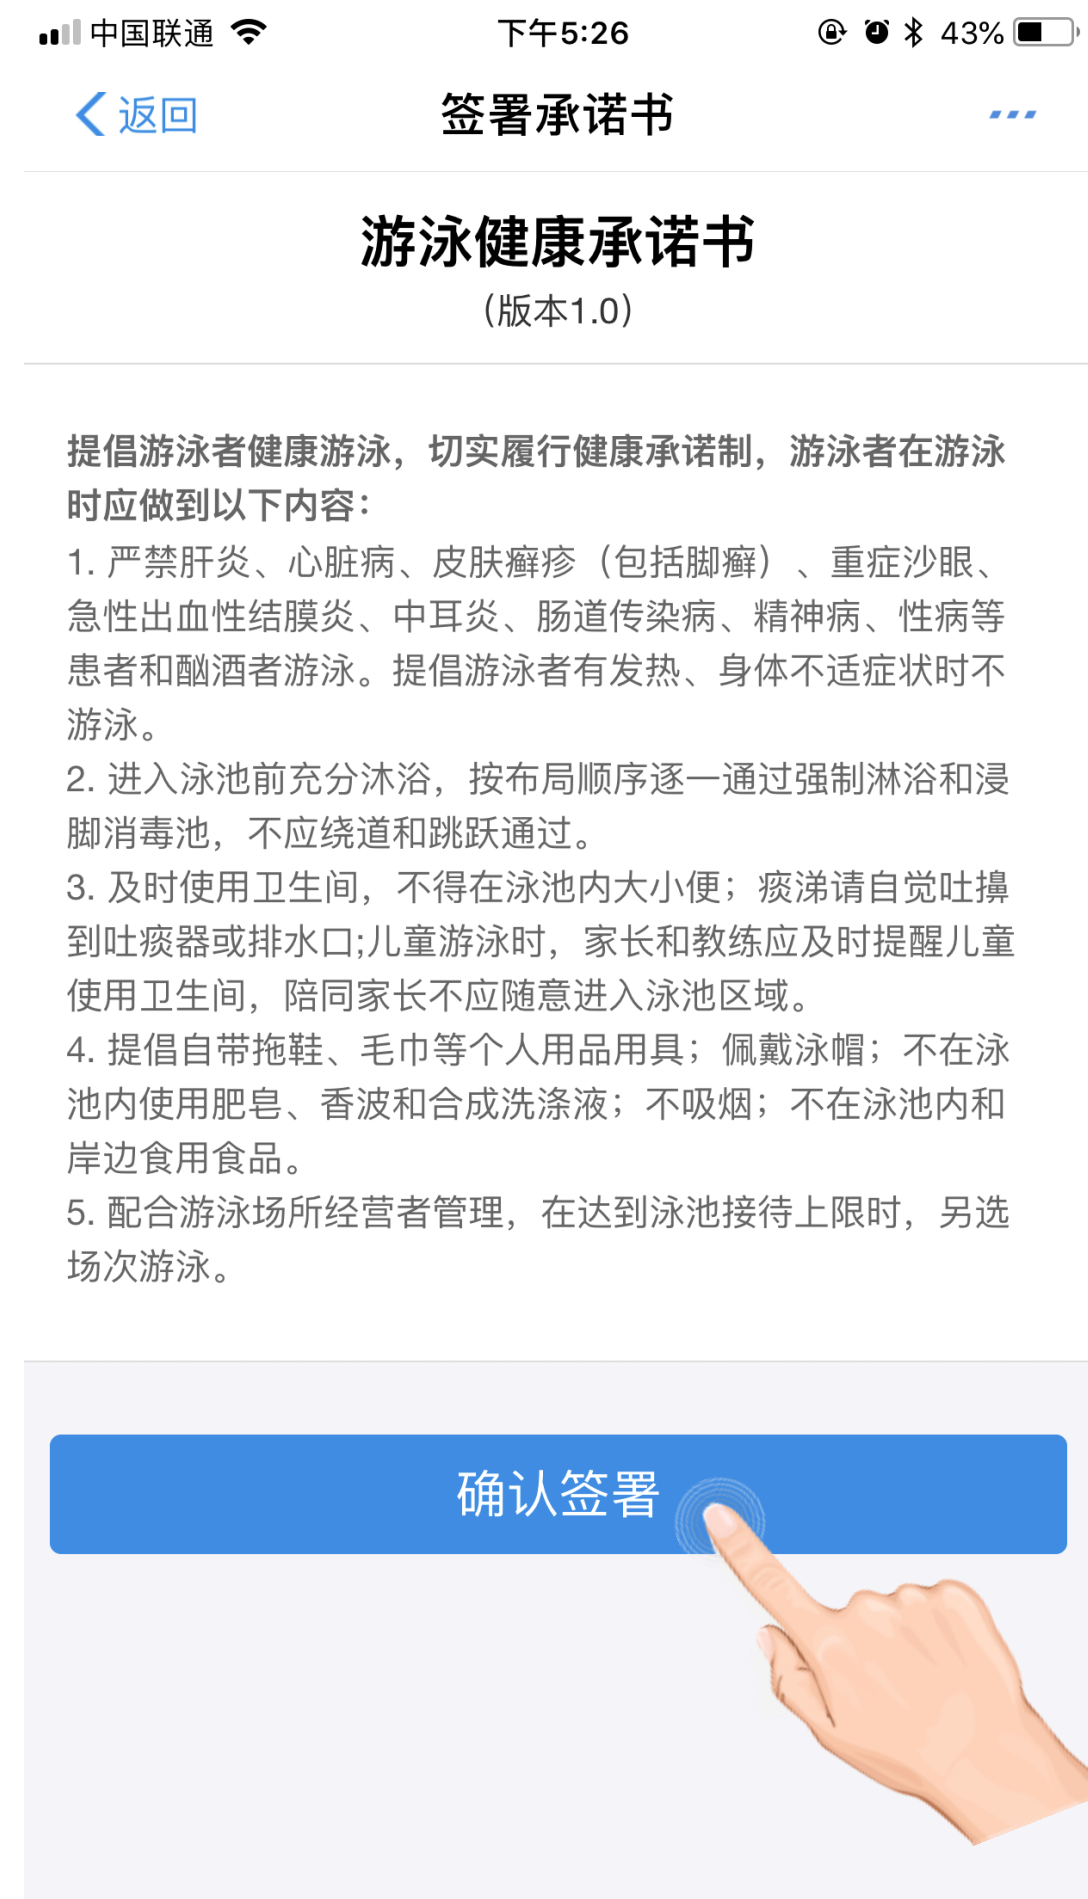 中国联通
下午5:26
43%
返回
签署承诺书
游泳健康承诺书
（版本1.0）
提倡游泳者健康游泳，切实履行健康承诺制，游泳者在游泳
时应做到以下内容：
1. 严禁肝炎、心脏病、皮肤癣疹（包括脚癣）、重症沙眼、
急性出血性结膜炎、中耳炎、肠道传染病、精神病、性病等
患者和酗酒者游泳。提倡游泳者有发热、身体不适症状时不
游泳。
2. 进入泳池前充分沐浴，按布局顺序逐一通过强制淋浴和浸
脚消毒池，不应绕道和跳跃通过。
3. 及时使用卫生间，不得在泳池内大小便；痰涕请自觉吐擤
到吐痰器或排水口;儿童游泳时，家长和教练应及时提醒儿童
使用卫生间，陪同家长不应随意进入泳池区域。
4. 提倡自带拖鞋、毛巾等个人用品用具；佩戴泳帽；不在泳
池内使用肥皂、香波和合成洗涤液；不吸烟；不在泳池内和
岸边食用食品。
5. 配合游泳场所经营者管理，在达到泳池接待上限时，另选
场次游泳。
确认签署